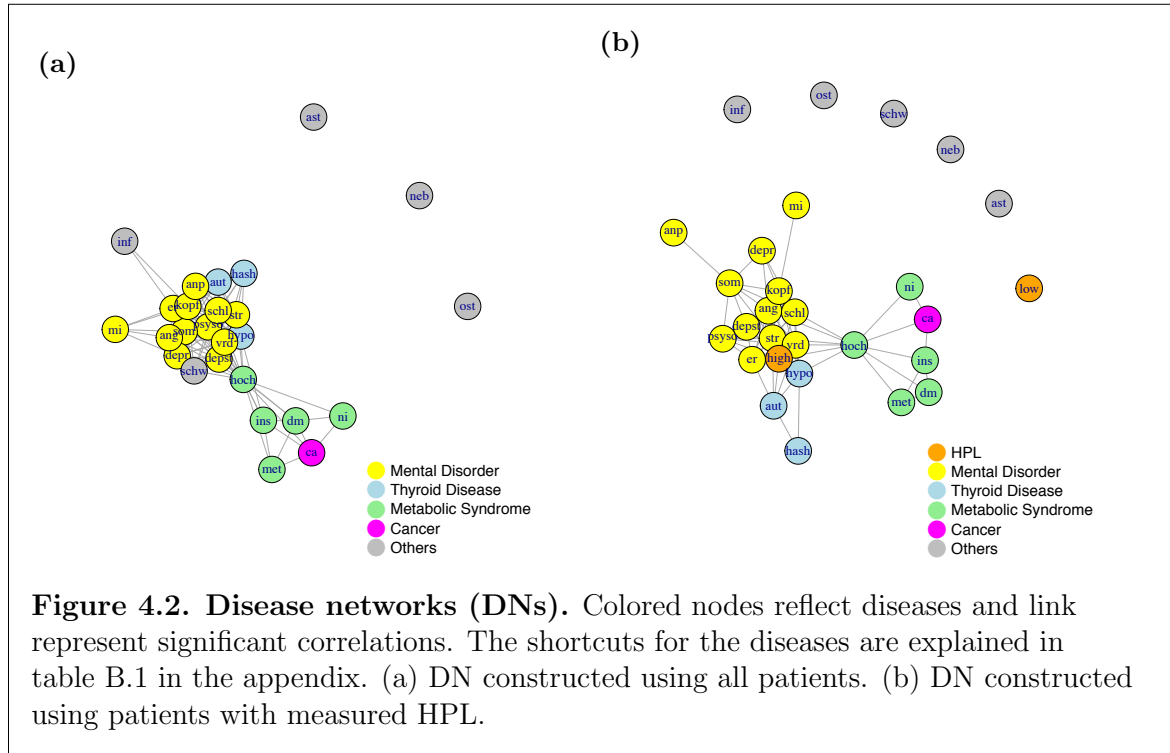 (a)
ast
neb
inf
ost
anp
aut
hash
er
kopf
schl
str
mi
ang
som
psyso
vrd
hypo
depr
depst
schw
hoch
ins
dm
ni
ca
met
Mental Disorder
Thyroid Disease
Metabolic Syndrome
Cancer
Others
(b)
inf
ost
schw
neb
ast
low
mi
anp
depr
som
kopf
ang
schl
psyso
depst
str
vrd
er
high
hypo
aut
hash
hoch
ni
ca
ins
dm
met
HPL
Mental Disorder
Thyroid Disease
Metabolic Syndrome
Cancer
Others
Figure 4.2. Disease networks (DNs). Colored nodes reflect diseases and link
represent significant correlations. The shortcuts for the diseases are explained in
table B.1 in the appendix. (a) DN constructed using all patients. (b) DN constructed
using patients with measured HPL.